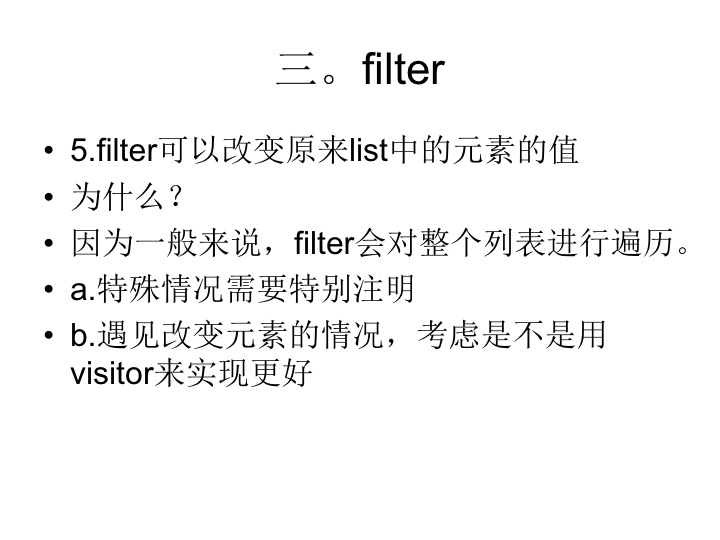 三。filter
• 5.filter可以改变原来list中的元素的值
• 为什么?
• 因为一般来说，filter会对整个列表进行遍历。
• a.特殊情况需要特别注明
• b.遇见改变元素的情况，考虑是不是用
visitor来实现更好